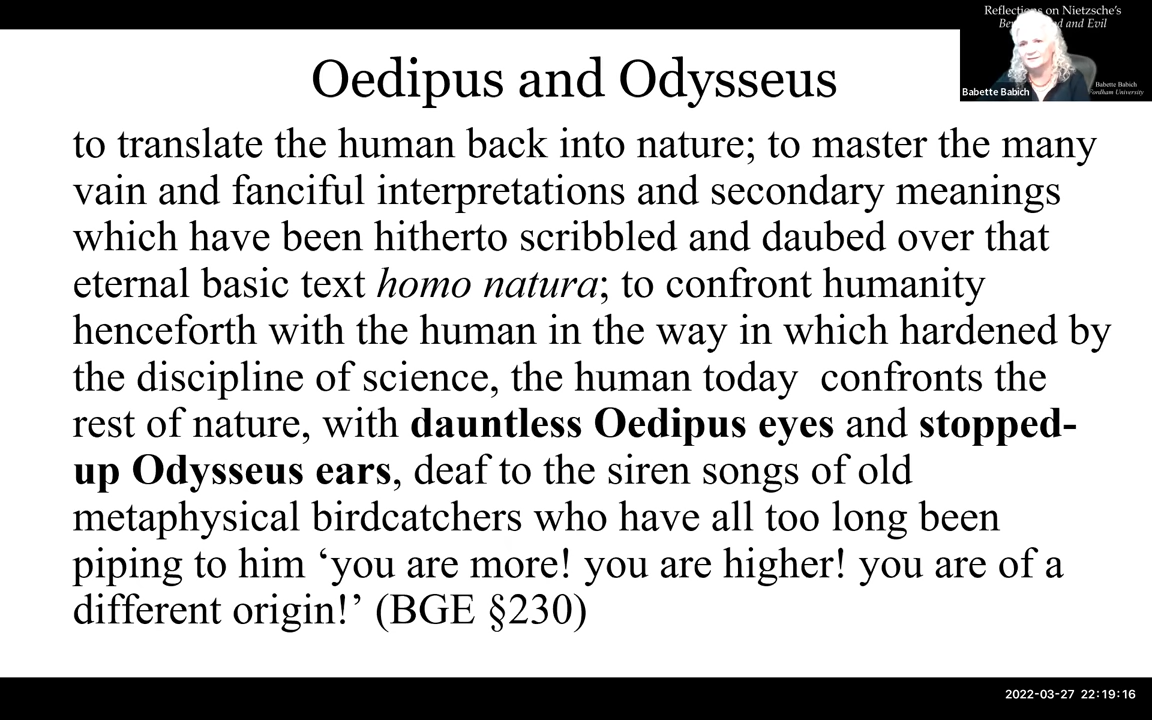 Reflections on Nietzsche's
Beyond Good and Evil
Babette Babich
Babette Babich
Fordham University
Oedipus and Odysseus
to translate the human back into nature; to master the many
vain and fanciful interpretations and secondary meanings
which have been hitherto scribbled and daubed over that
eternal basic text homo natura; to confront humanity
henceforth with the human in the way in which hardened by
the discipline of science, the human today  confronts the
rest of nature, with dauntless Oedipus eyes and stopped-
up Odysseus ears, deaf to the siren songs of old
metaphysical birdcatchers who have all too long been
piping to him ‘you are more! you are higher! you are of a
different origin!’ (BGE §230)
2022-03-27 22:19:16